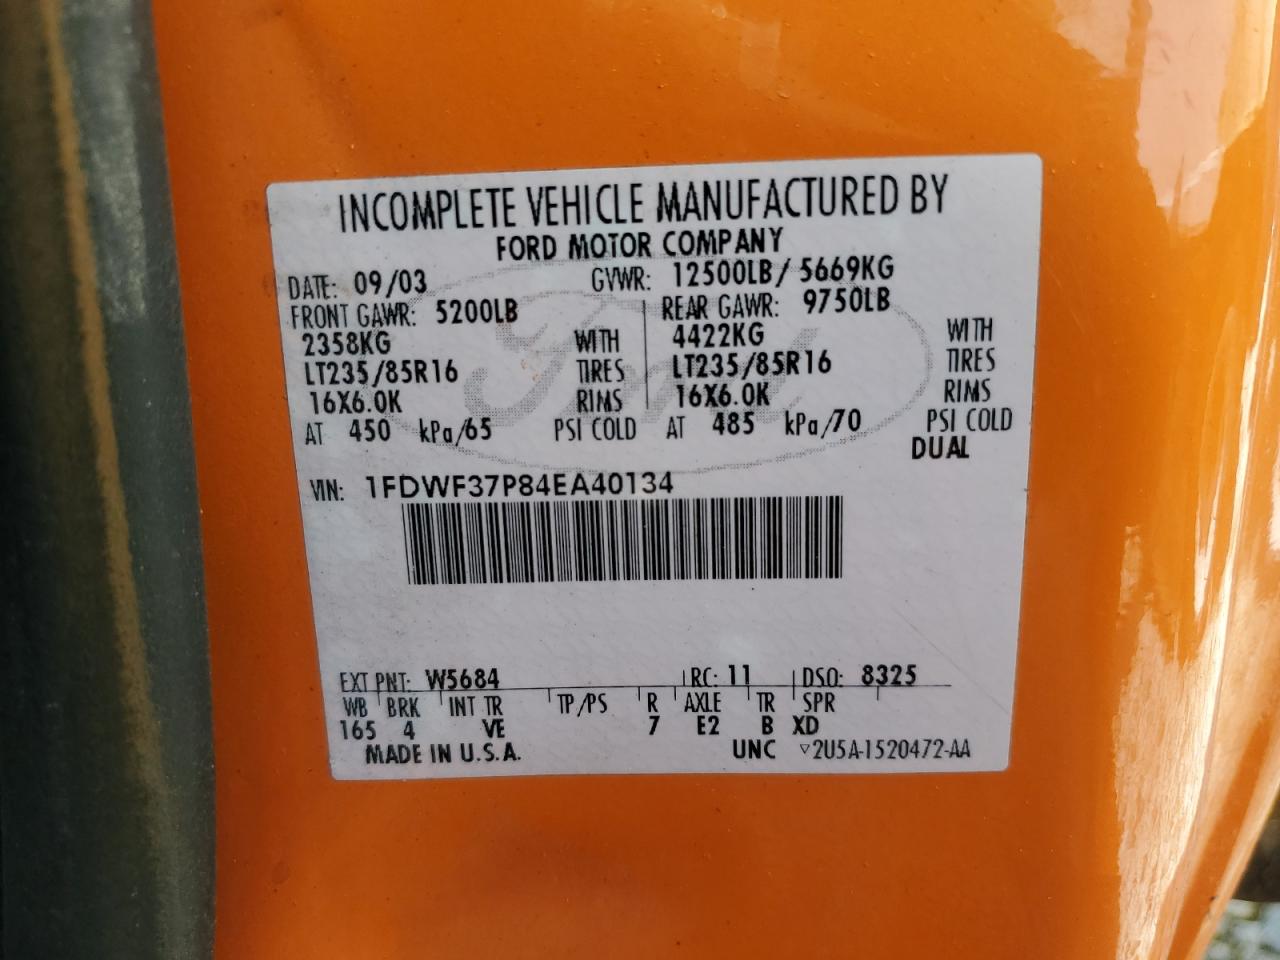 INCOMPLETE VEHICLE MANUFACTURED BY
FORD MOTOR COMPANY
DATE: 09/03 GVWR: 12500LB/ 5669KG
FRONT GAWR: 5200LB REAR GAWR: 9750LB
2358KG WITH 4422KG WITH
LT235/85R16 TIRES LT235/85R16 TIRES
16X6.0K RIMS 16X6.0K RIMS
AT 450 kPa/65 PSI COLD AT 485 kPa/70 PSI COLD
DUAL
Ford
VIN: 1FDWF37P84EA40134
EXT PNT: W5684 RC: 11 DSO: 8325
WB BRK INT TR TP/PS R AXLE TR SPR
165 4 VE 7 E2 B XD
MADE IN U.S.A. UNC ▽2U5A-1520472-AA